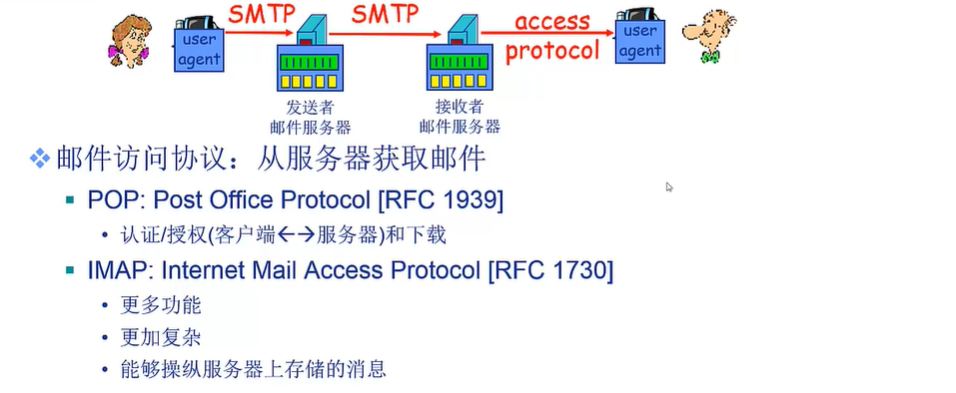 SMTP SMTP access protocol
user agent
user agent
发送者
邮件服务器
接收者
邮件服务器
邮件访问协议：从服务器获取邮件
POP: Post Office Protocol [RFC 1939]
认证/授权(客户端←→服务器)和下载
IMAP: Internet Mail Access Protocol [RFC 1730]
更多功能
更加复杂
能够操纵服务器上存储的消息